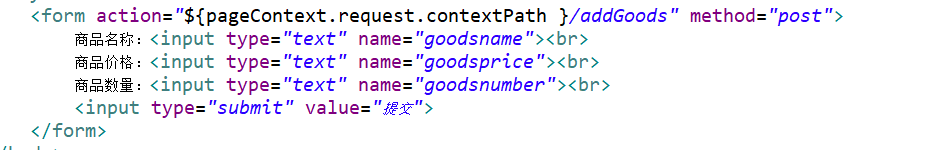 <form action="${pageContext.request.contextPath }/addGoods" method="post">
商品名称：<input type="text" name="goodsname"><br>
商品价格：<input type="text" name="goodsprice"><br>
商品数量：<input type="text" name="goodsnumber"><br>
<input type="submit" value="提交">
</form>